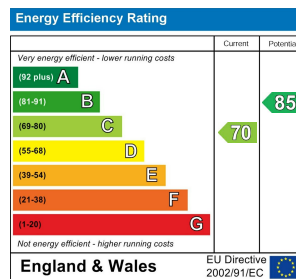 Energy Efficiency Rating
Current Potentia
Very energy efficient - lower running costs
(92 plus) A
(81-91) B
85
(69-80) C
70
(55-68) D
(39-54) E
(21-38) F
(1-20) G
Not energy efficient - higher running costs
England & Wales
EU Directive
2002/91/EC